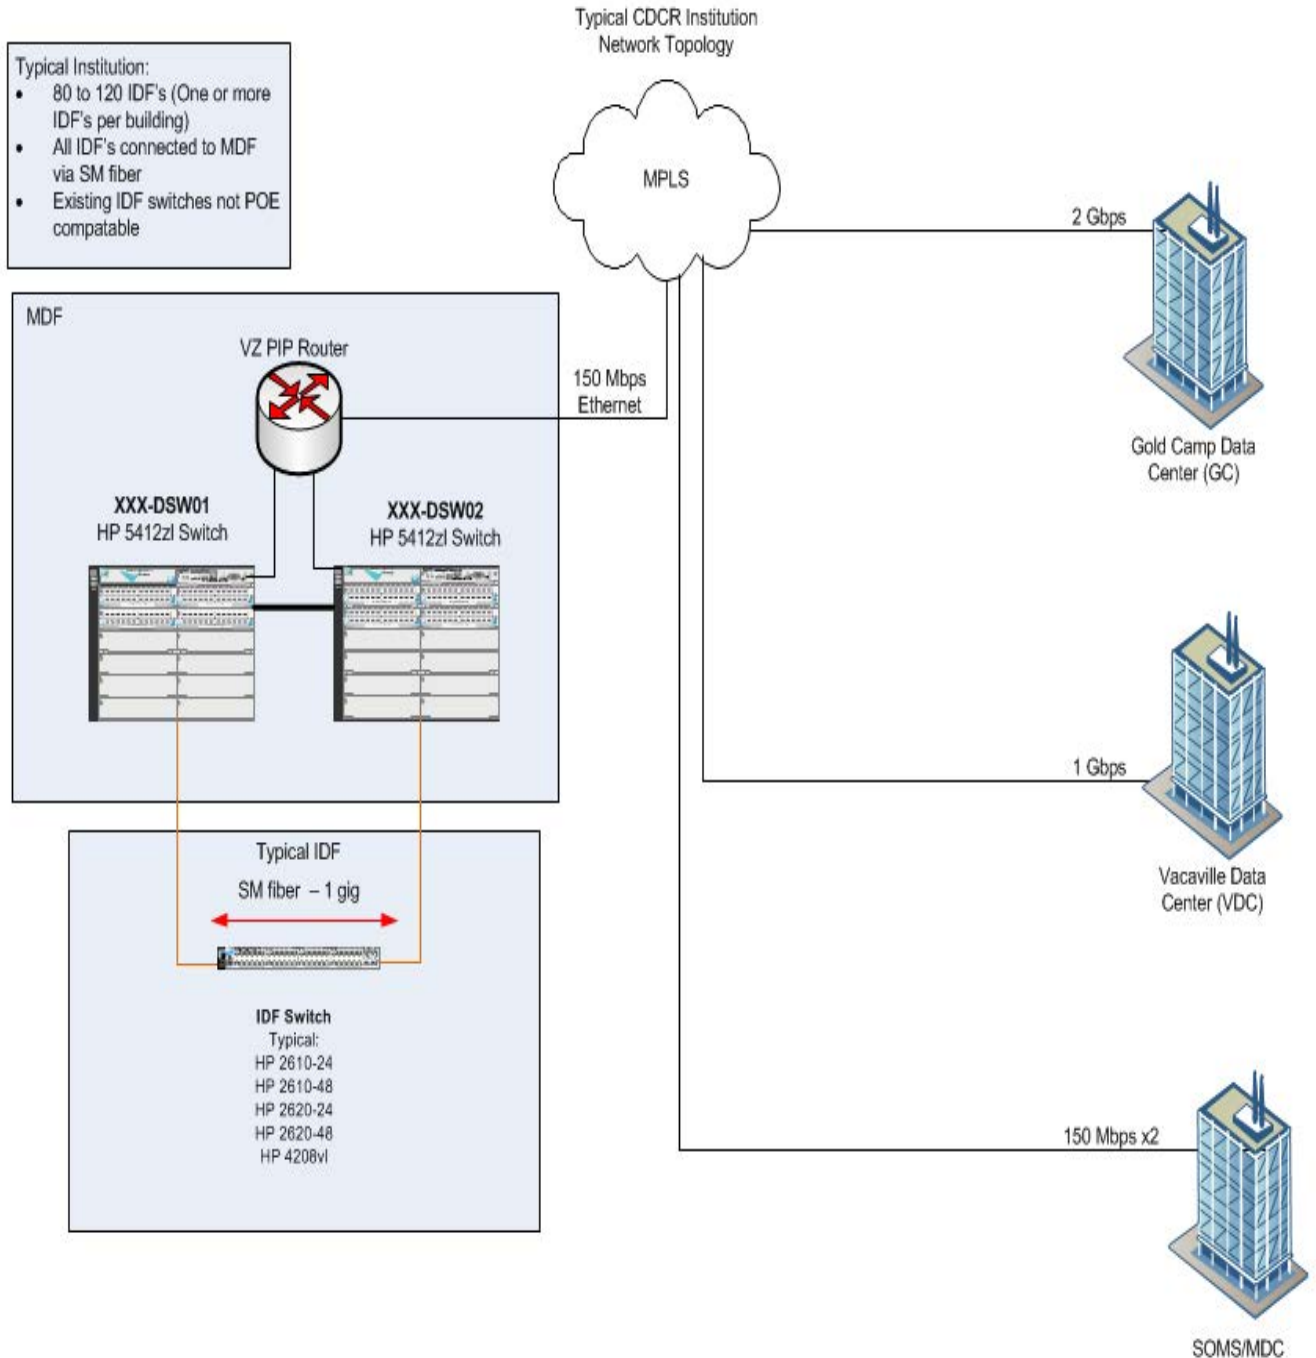 Typical CDCR Institution
Network Topology
Typical Institution:
• 80 to 120 IDF's (One or more
IDF's per building)
• All IDF's connected to MDF
via SM fiber
• Existing IDF switches not POE
compatable
MPLS
2 Gbps
Gold Camp Data
Center (GC)
MDF
VZ PIP Router
150 Mbps
Ethernet
XXX-DSW01
HP 5412zl Switch
XXX-DSW02
HP 5412zl Switch
1 Gbps
Vacaville Data
Center (VDC)
Typical IDF
SM fiber – 1 gig
IDF Switch
Typical:
HP 2610-24
HP 2610-48
HP 2620-24
HP 2620-48
HP 4208vl
150 Mbps x2
SOMS/MDC